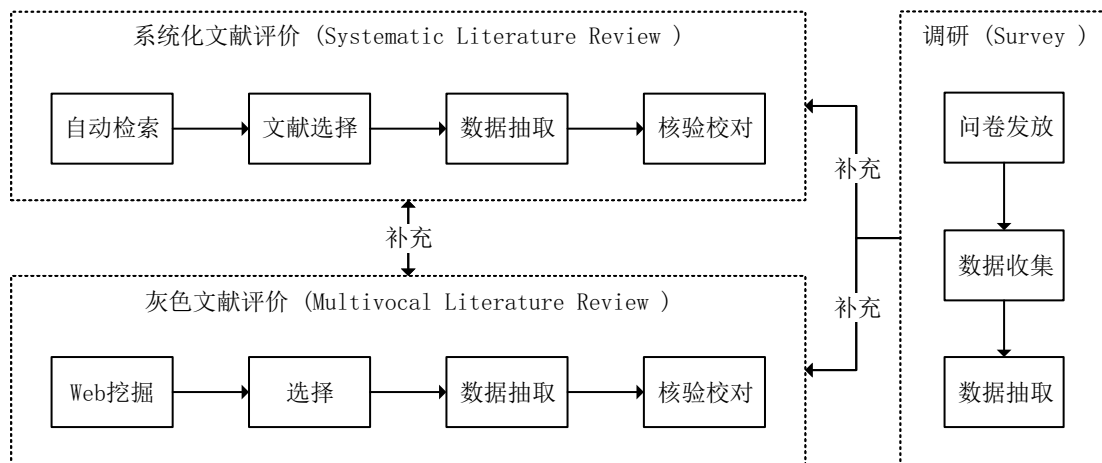 系统化文献评价 (Systematic Literature Review )
自动检索
文献选择
数据抽取
核验校对
补充
灰色文献评价 (Multivocal Literature Review )
Web挖掘
选择
数据抽取
核验校对
补充
补充
调研 (Survey )
问卷发放
数据收集
数据抽取